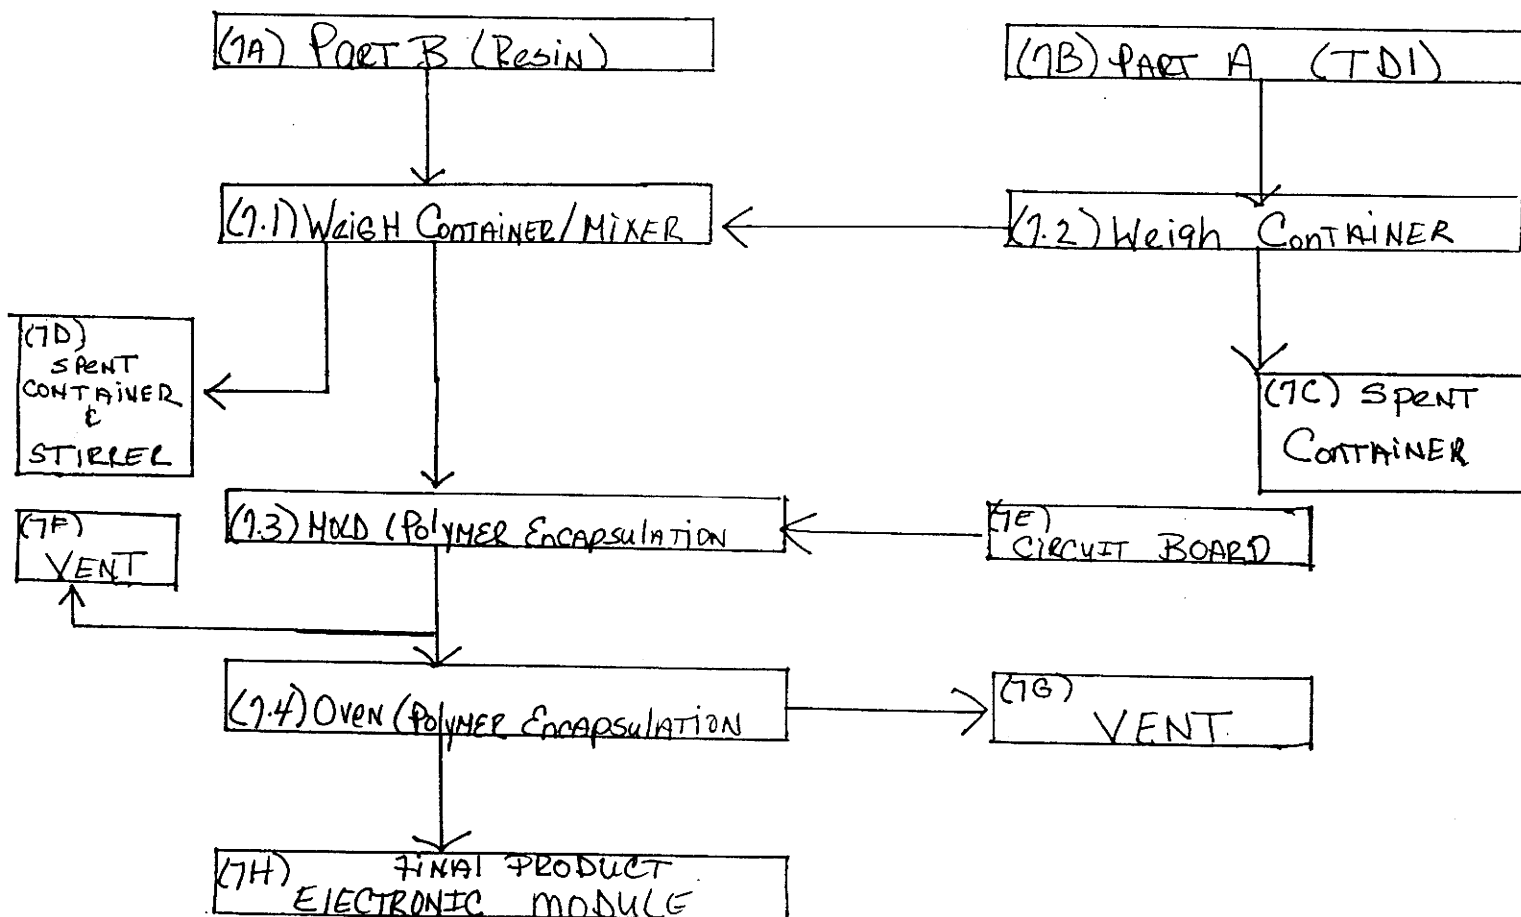 (7A) PART B (Resin)
(7B) PART A (TDI)
(7.1) WEIGH CONTAINER/MIXER
(7.2) Weigh CONTAINER
(7D)
SPENT
CONTAINER
&
STIRRER
(7C) SPENT
CONTAINER
(7.3) MOLD (POLYMER ENCAPSULATION
(7E)
CIRCUIT BOARD
(7F)
VENT
(7.4) OVEN (POLYMER ENCAPSULATION
(7G)
VENT
(7H) FINAL PRODUCT
ELECTRONIC MODULE